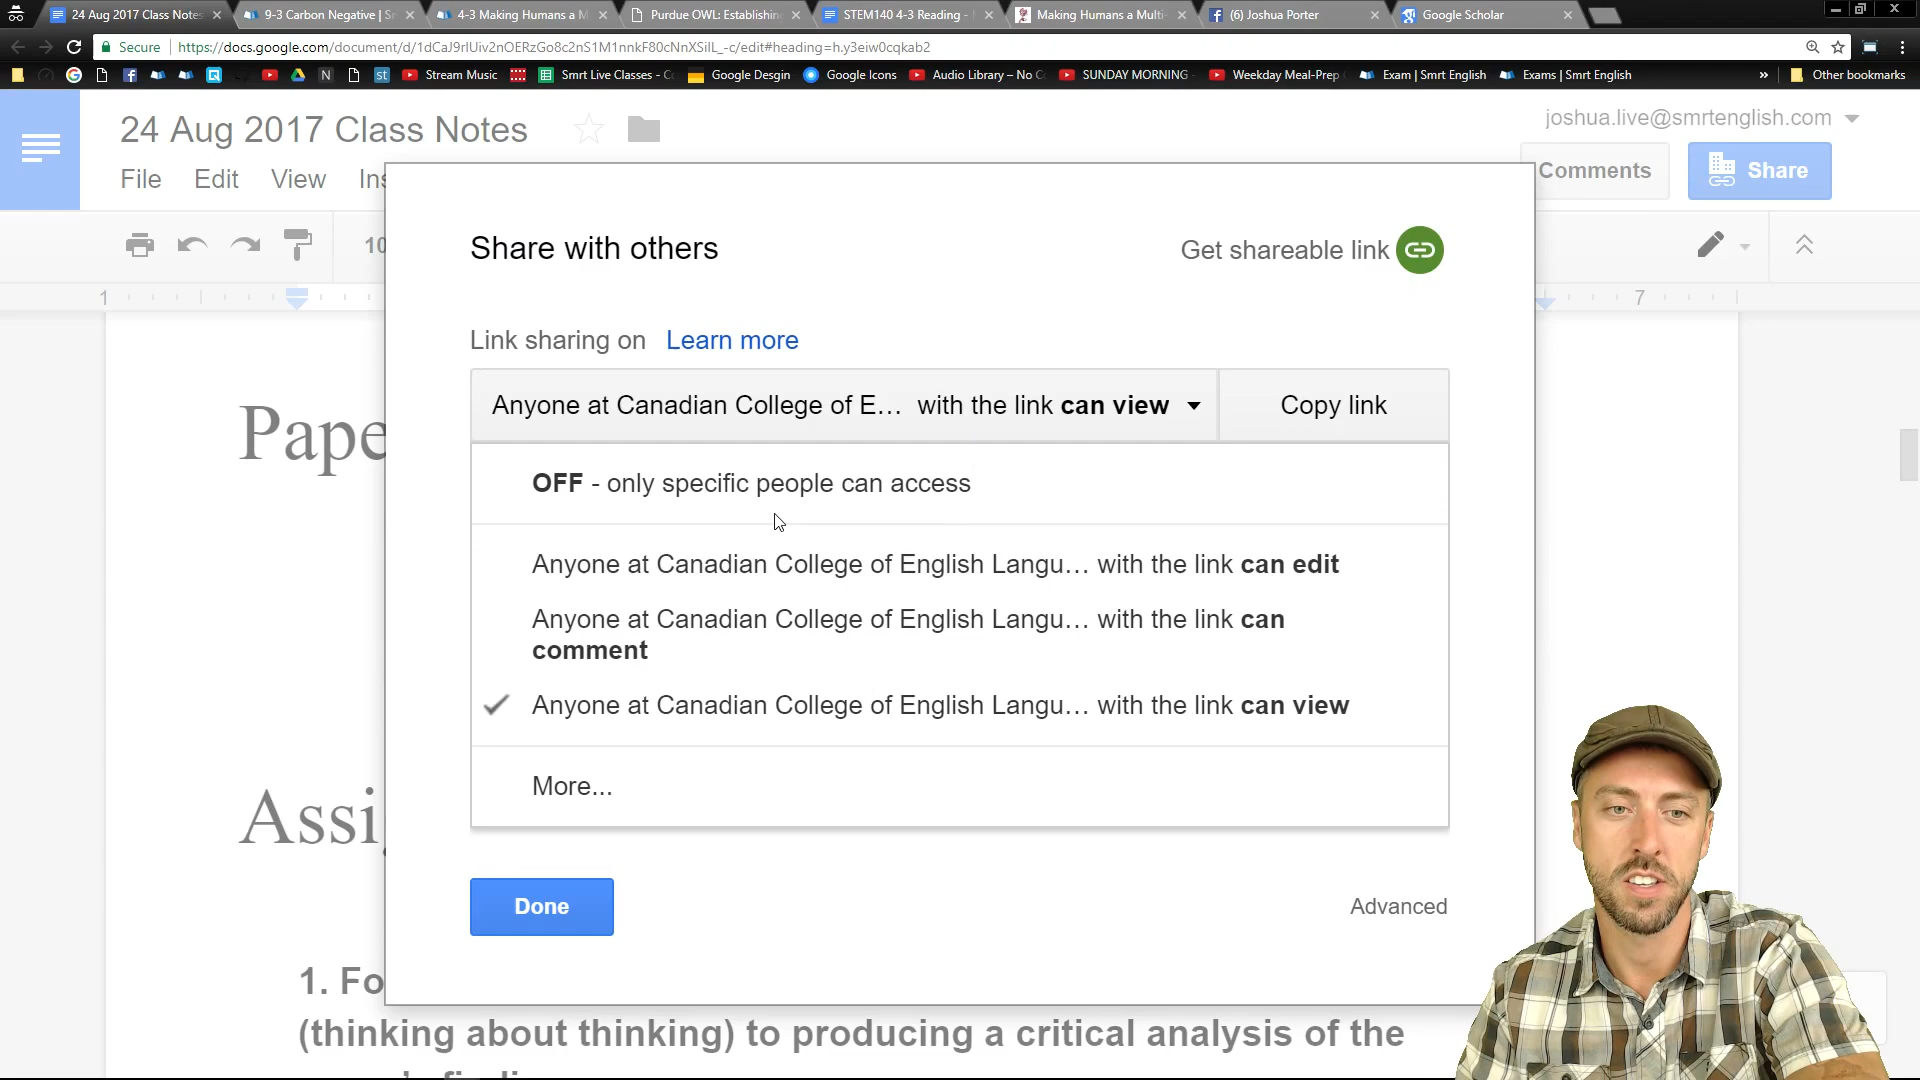 24 Aug 2017 Class Notes
9-3 Carbon Negative | Sm
4-3 Making Humans a M
Purdue OWL: Establishin
STEM140 4-3 Reading -
Making Humans a Multi-
(6) Joshua Porter
Google Scholar
Secure
https://docs.google.com/document/d/1dCaJ9rIUiv2nOERzGo8c2nS1M1nnkF80cNnXSiIL_-c/edit#heading=h.y3eiw0cqkab2
Stream Music
Smrt Live Classes - Co
Google Desgin
Google Icons
Audio Library – No C
SUNDAY MORNING
Weekday Meal-Prep
Exam | Smrt English
Exams | Smrt English
»
Other bookmarks
24 Aug 2017 Class Notes
joshua.live@smrtenglish.com
File Edit View Ins
Comments
Share
10
1
7
Share with others
Get shareable link
Link sharing on Learn more
Anyone at Canadian College of E... with the link can view
Copy link
OFF - only specific people can access
Anyone at Canadian College of English Langu... with the link can edit
Anyone at Canadian College of English Langu... with the link can
comment
Anyone at Canadian College of English Langu... with the link can view
More...
Done
Advanced
Pape
Assi
1. Fo
(thinking about thinking) to producing a critical analysis of the